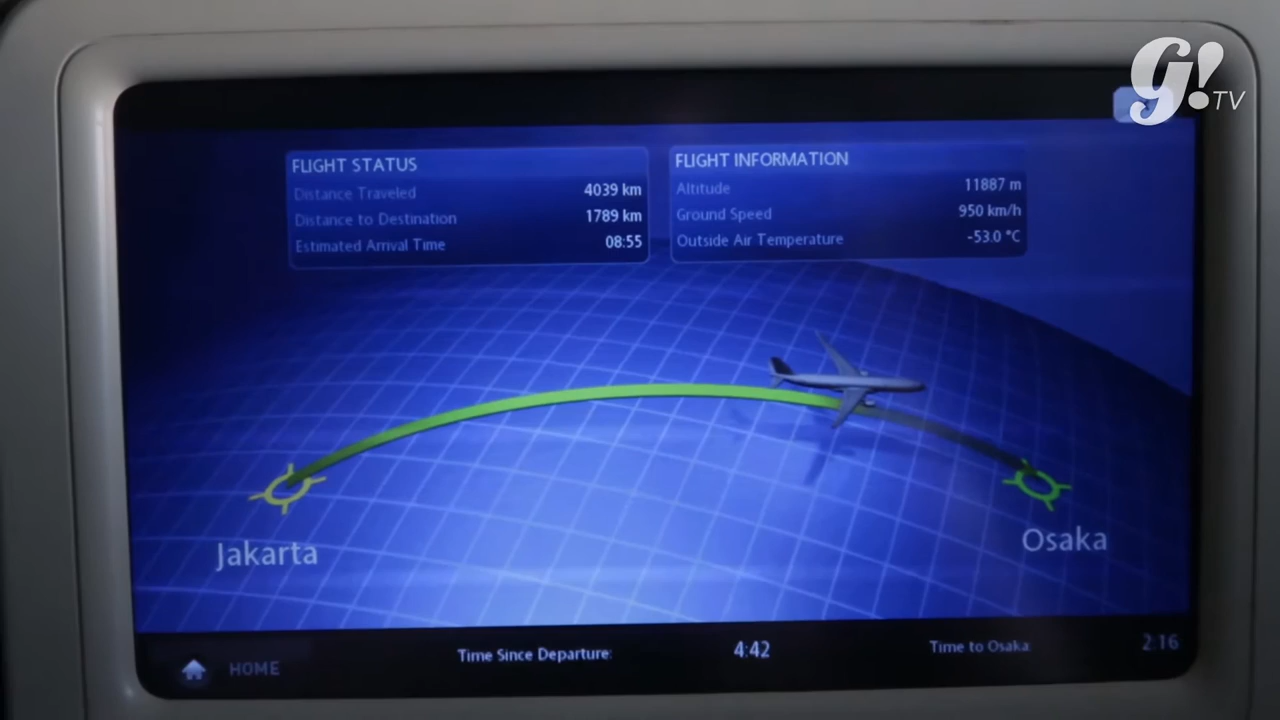 g! TV
FLIGHT STATUS
Distance Traveled 4039 km
Distance to Destination 1789 km
Estimated Arrival Time 08:55
FLIGHT INFORMATION
Altitude 11887 m
Ground Speed 950 km/h
Outside Air Temperature -53.0 °C
Jakarta
Osaka
HOME
Time Since Departure: 4:42
Time to Osaka 2:16